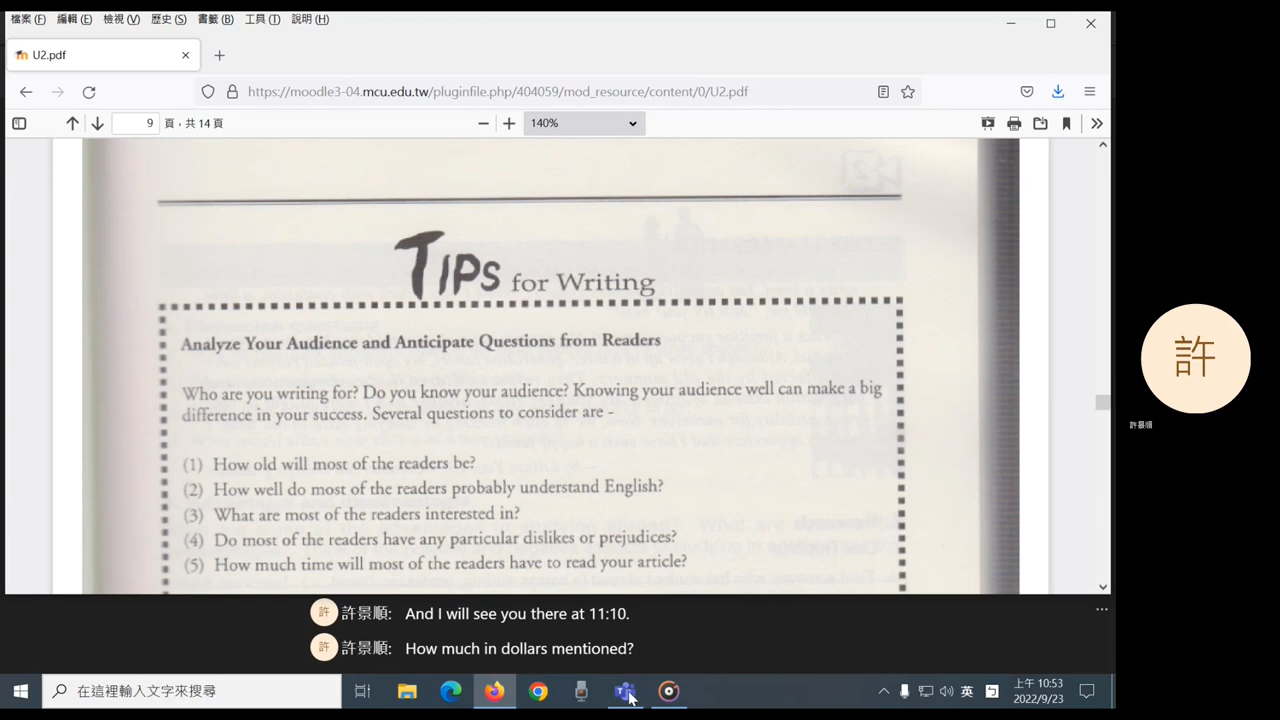 檔案 (F) 編輯 (E) 檢視 (V) 歷史 (S) 書籤 (B) 工具 (T) 說明 (H)
U2.pdf
https://moodle3-04.mcu.edu.tw/pluginfile.php/404059/mod_resource/content/0/U2.pdf
9 頁,共 14 頁
140%
TIPS for Writing
Analyze Your Audience and Anticipate Questions from Readers
Who are you writing for? Do you know your audience? Knowing your audience well can make a big
difference in your success. Several questions to consider are -
(1) How old will most of the readers be?
(2) How well do most of the readers probably understand English?
(3) What are most of the readers interested in?
(4) Do most of the readers have any particular dislikes or prejudices?
(5) How much time will most of the readers have to read your article?
許
許景順
許 許景順: And I will see you there at 11:10.
許 許景順: How much in dollars mentioned?
在這裡輸入文字來搜尋
英
上午 10:53
2022/9/23